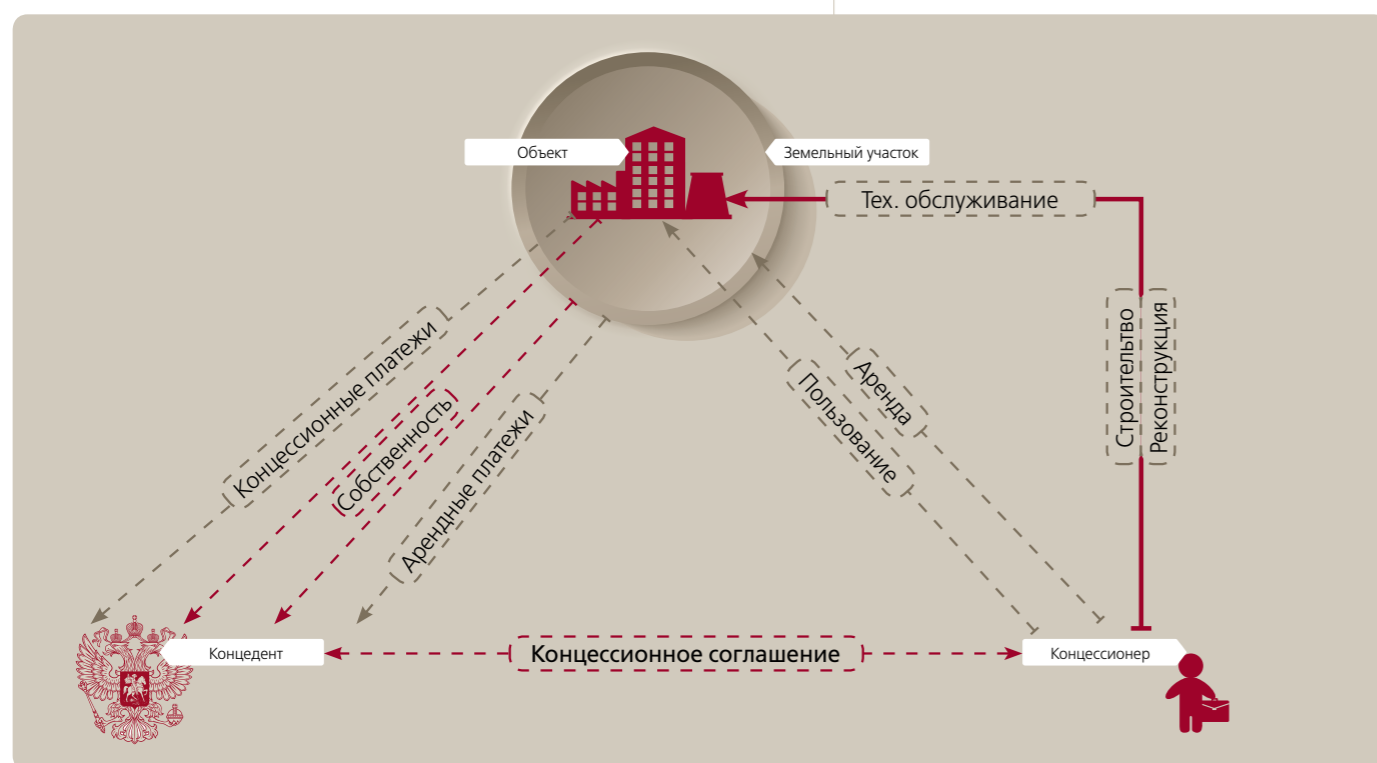 Объект
Земельный участок
Тех. обслуживание
Строительтво
Реконструкция
Концессионные платежи
Собственность
Арендные платежи
Пользование
Аренда
Концедент
Концессионное соглашение
Концессионер